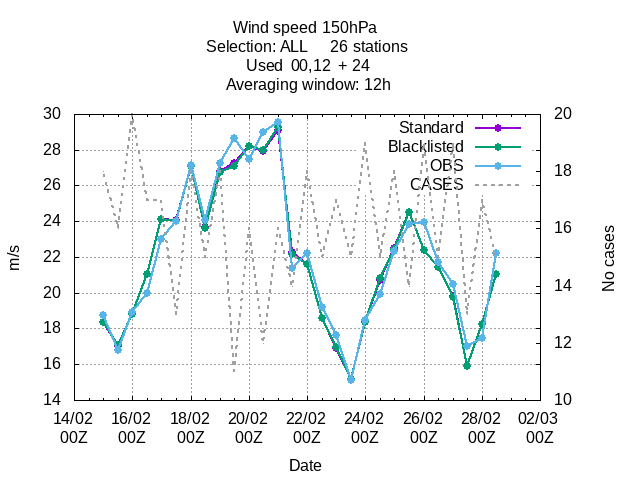 Wind speed 150hPa
Selection: ALL     26 stations
Used  00,12  + 24
Averaging window: 12h
30
28
26
24
22
20
18
16
14
m/s
20
18
16
14
12
10
No cases
Standard
Blacklisted
OBS
CASES
14/02 16/02 18/02 20/02 22/02 24/02 26/02 28/02 02/03
00Z 00Z 00Z 00Z 00Z 00Z 00Z 00Z 00Z
Date